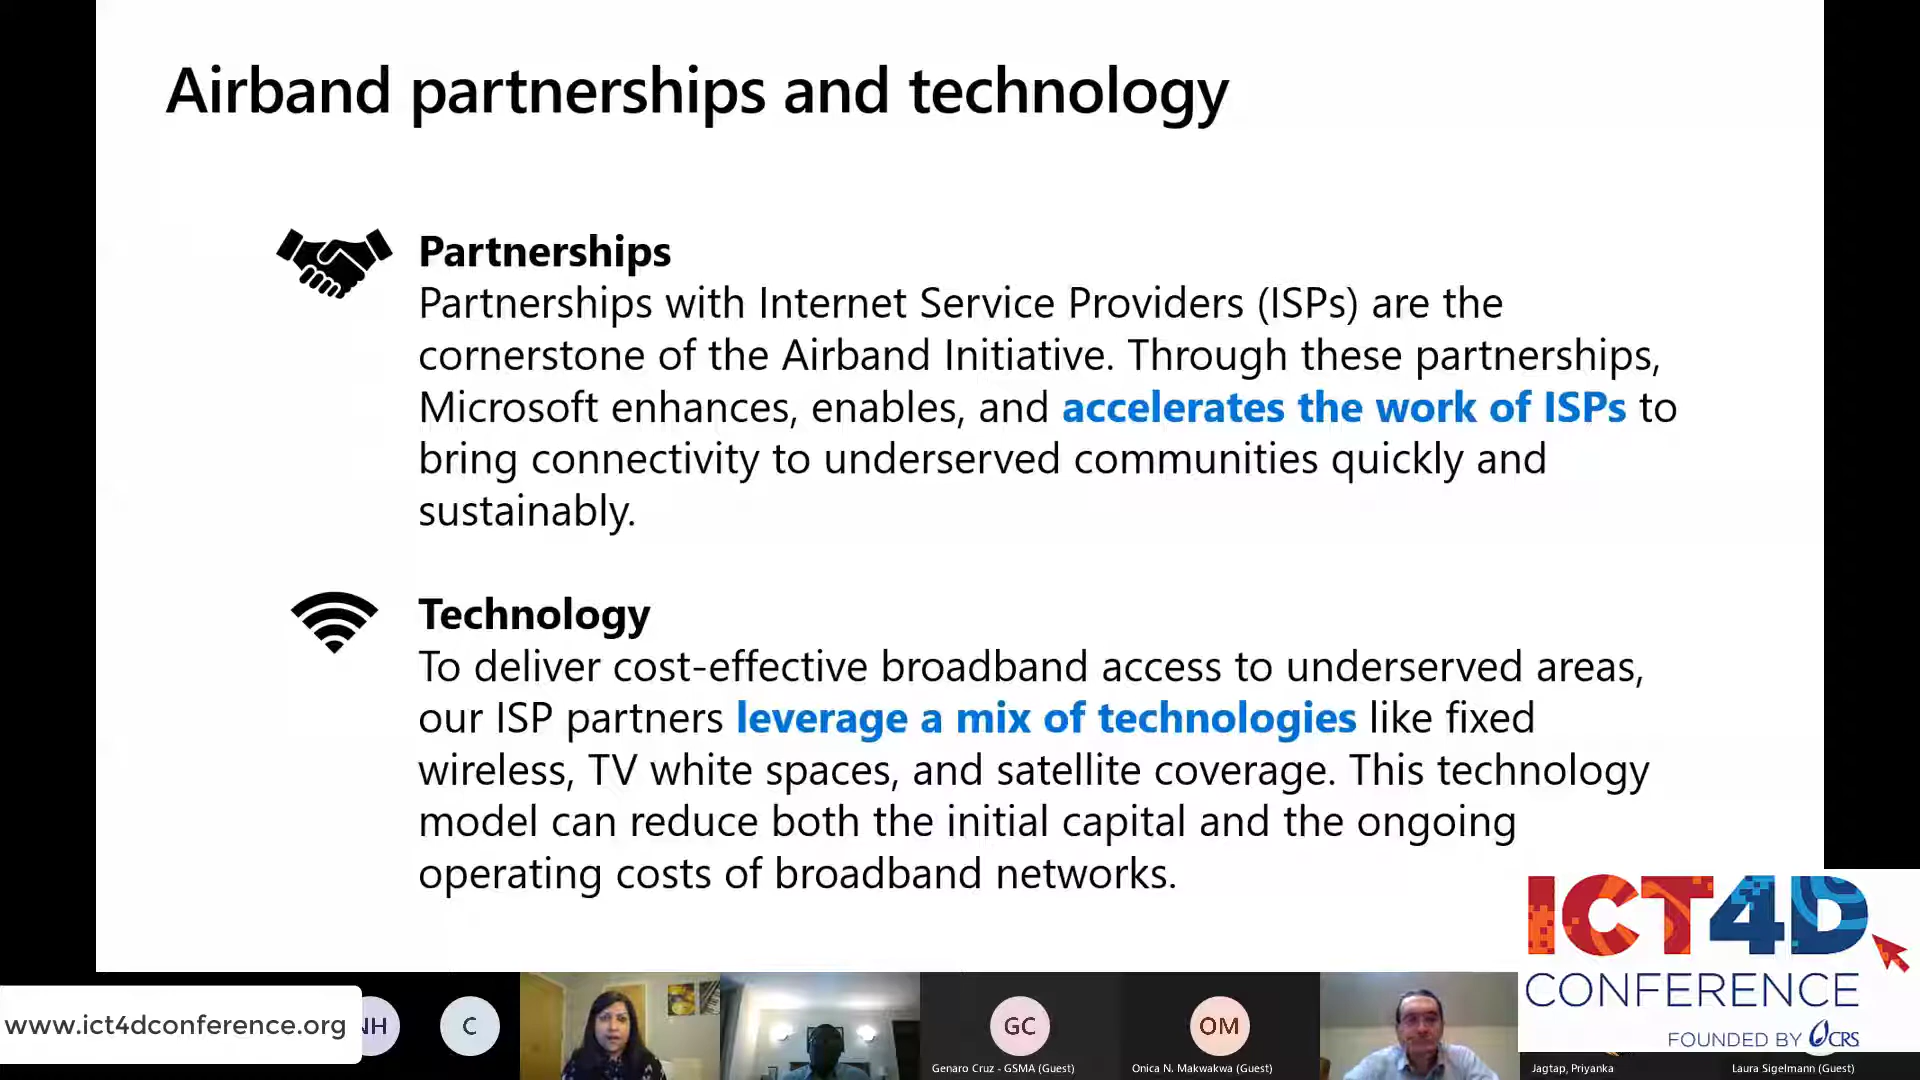 Airband partnerships and technology
Partnerships
Partnerships with Internet Service Providers (ISPs) are the
cornerstone of the Airband Initiative. Through these partnerships,
Microsoft enhances, enables, and accelerates the work of ISPs to
bring connectivity to underserved communities quickly and
sustainably.
Technology
To deliver cost-effective broadband access to underserved areas,
our ISP partners leverage a mix of technologies like fixed
wireless, TV white spaces, and satellite coverage. This technology
model can reduce both the initial capital and the ongoing
operating costs of broadband networks.
ICT4D
CONFERENCE
FOUNDED BY CRS
www.ict4dconference.org
NH
C
GC
OM
Genaro Cruz - GSMA (Guest)
Onica N. Makwakwa (Guest)
Jagtap, Priyanka
Laura Sigelmann (Guest)